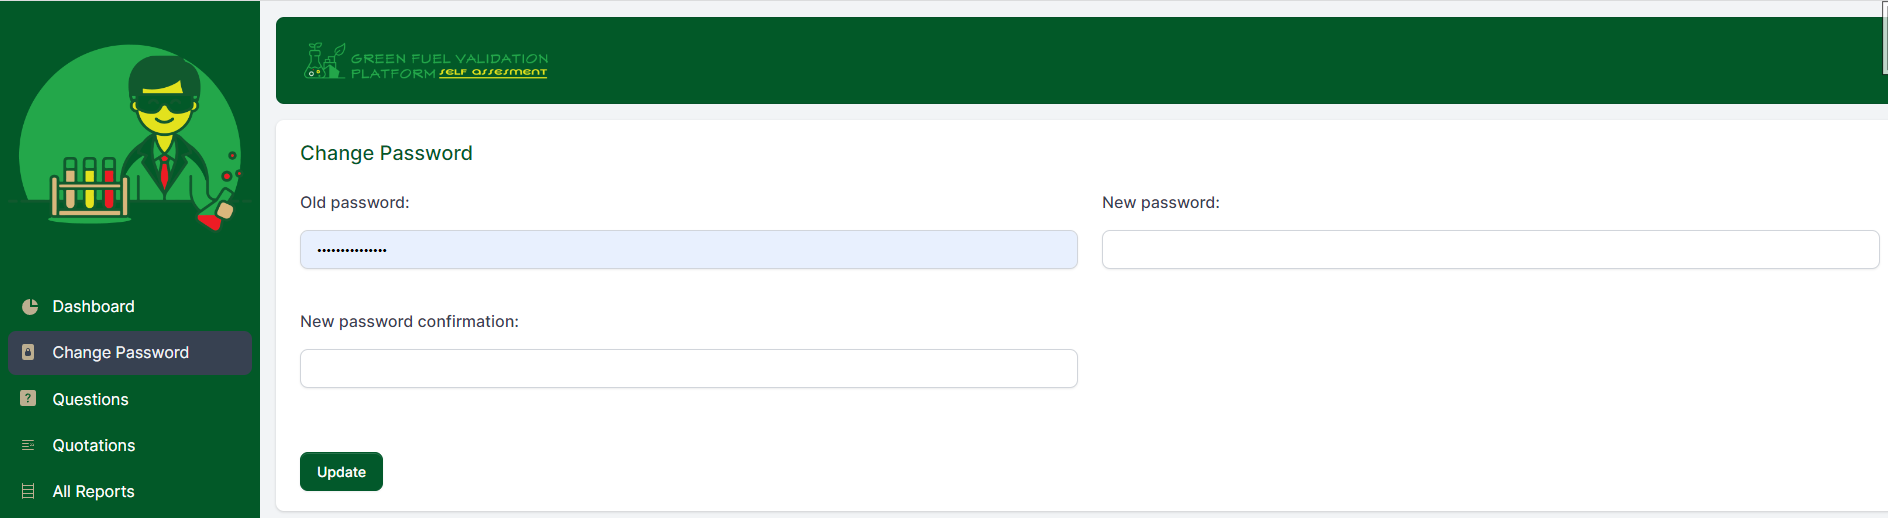 GREEN FUEL VALIDATION
PLATFORM SELF ASSESMENT
Change Password
Old password:
New password:
•••••••••••••••
New password confirmation:
Update
Dashboard
Change Password
Questions
Quotations
All Reports